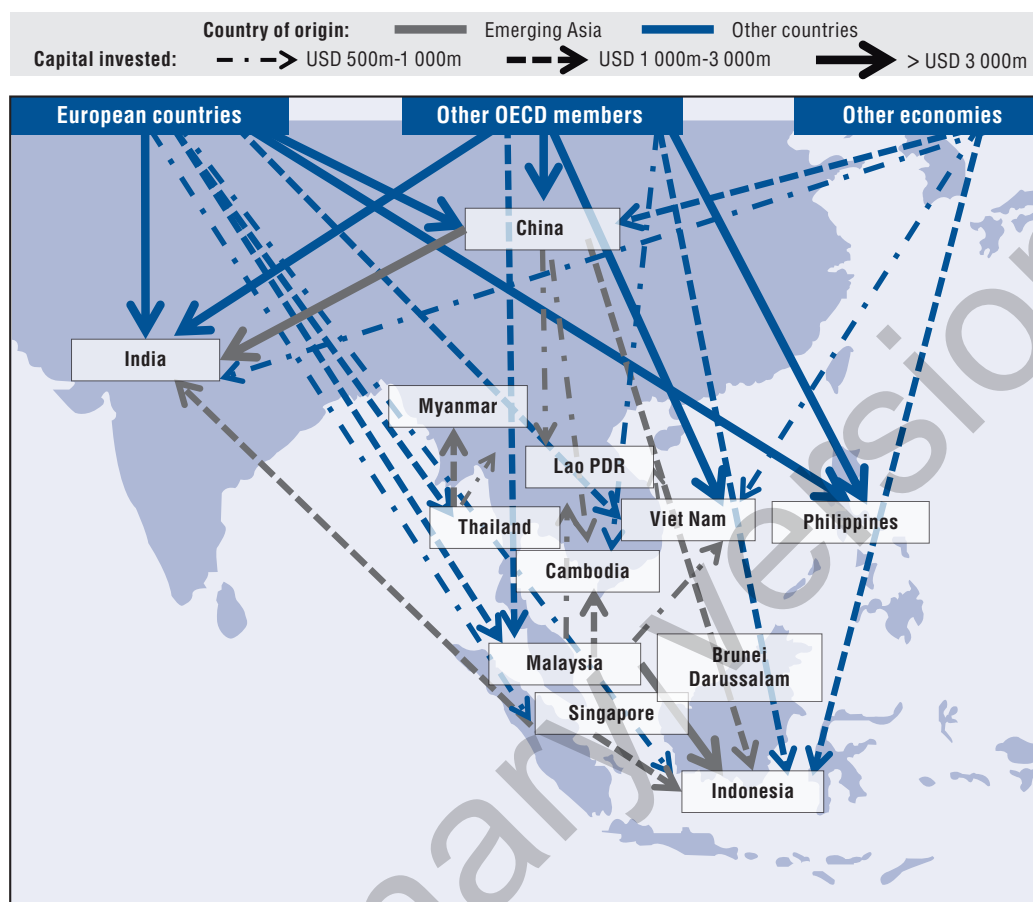 Country of origin: Emerging Asia Other countries
Capital invested: USD 500m-1 000m USD 1 000m-3 000m > USD 3 000m
European countries Other OECD members Other economies
China
India
Myanmar
Lao PDR
Thailand Viet Nam Philippines
Cambodia
Malaysia
Brunei
Darussalam
Singapore
Indonesia